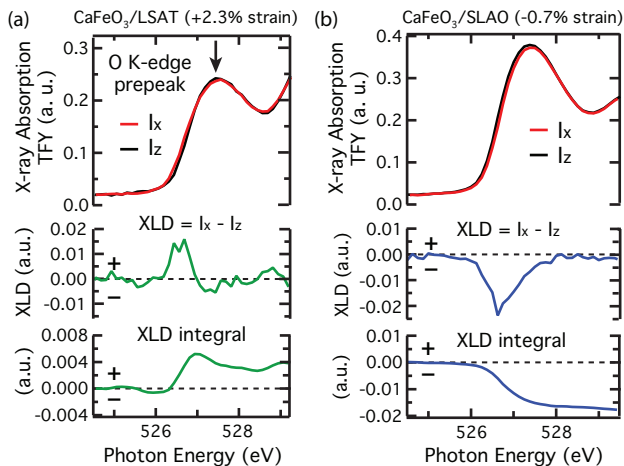 (a) CaFeO₃/LSAT (+2.3% strain)
O K-edge
prepeak
Ix
Iz
X-ray Absorption
TFY (a. u.)
0.3
0.2
0.1
0.0
XLD = Ix - Iz
+
−
XLD (a.u.)
0.01
0.00
-0.01
XLD integral
+
−
(a.u.)
0.008
0.004
0.000
-0.004
526
528
Photon Energy (eV)
(b) CaFeO₃/SLAO (-0.7% strain)
Ix
Iz
X-ray Absorption
TFY (a. u.)
0.4
0.3
0.2
0.1
0.0
XLD = Ix - Iz
+
−
XLD (a.u.)
0.01
0.00
-0.01
-0.02
XLD integral
+
−
(a.u.)
0.01
0.00
-0.01
-0.02
526
528
Photon Energy (eV)